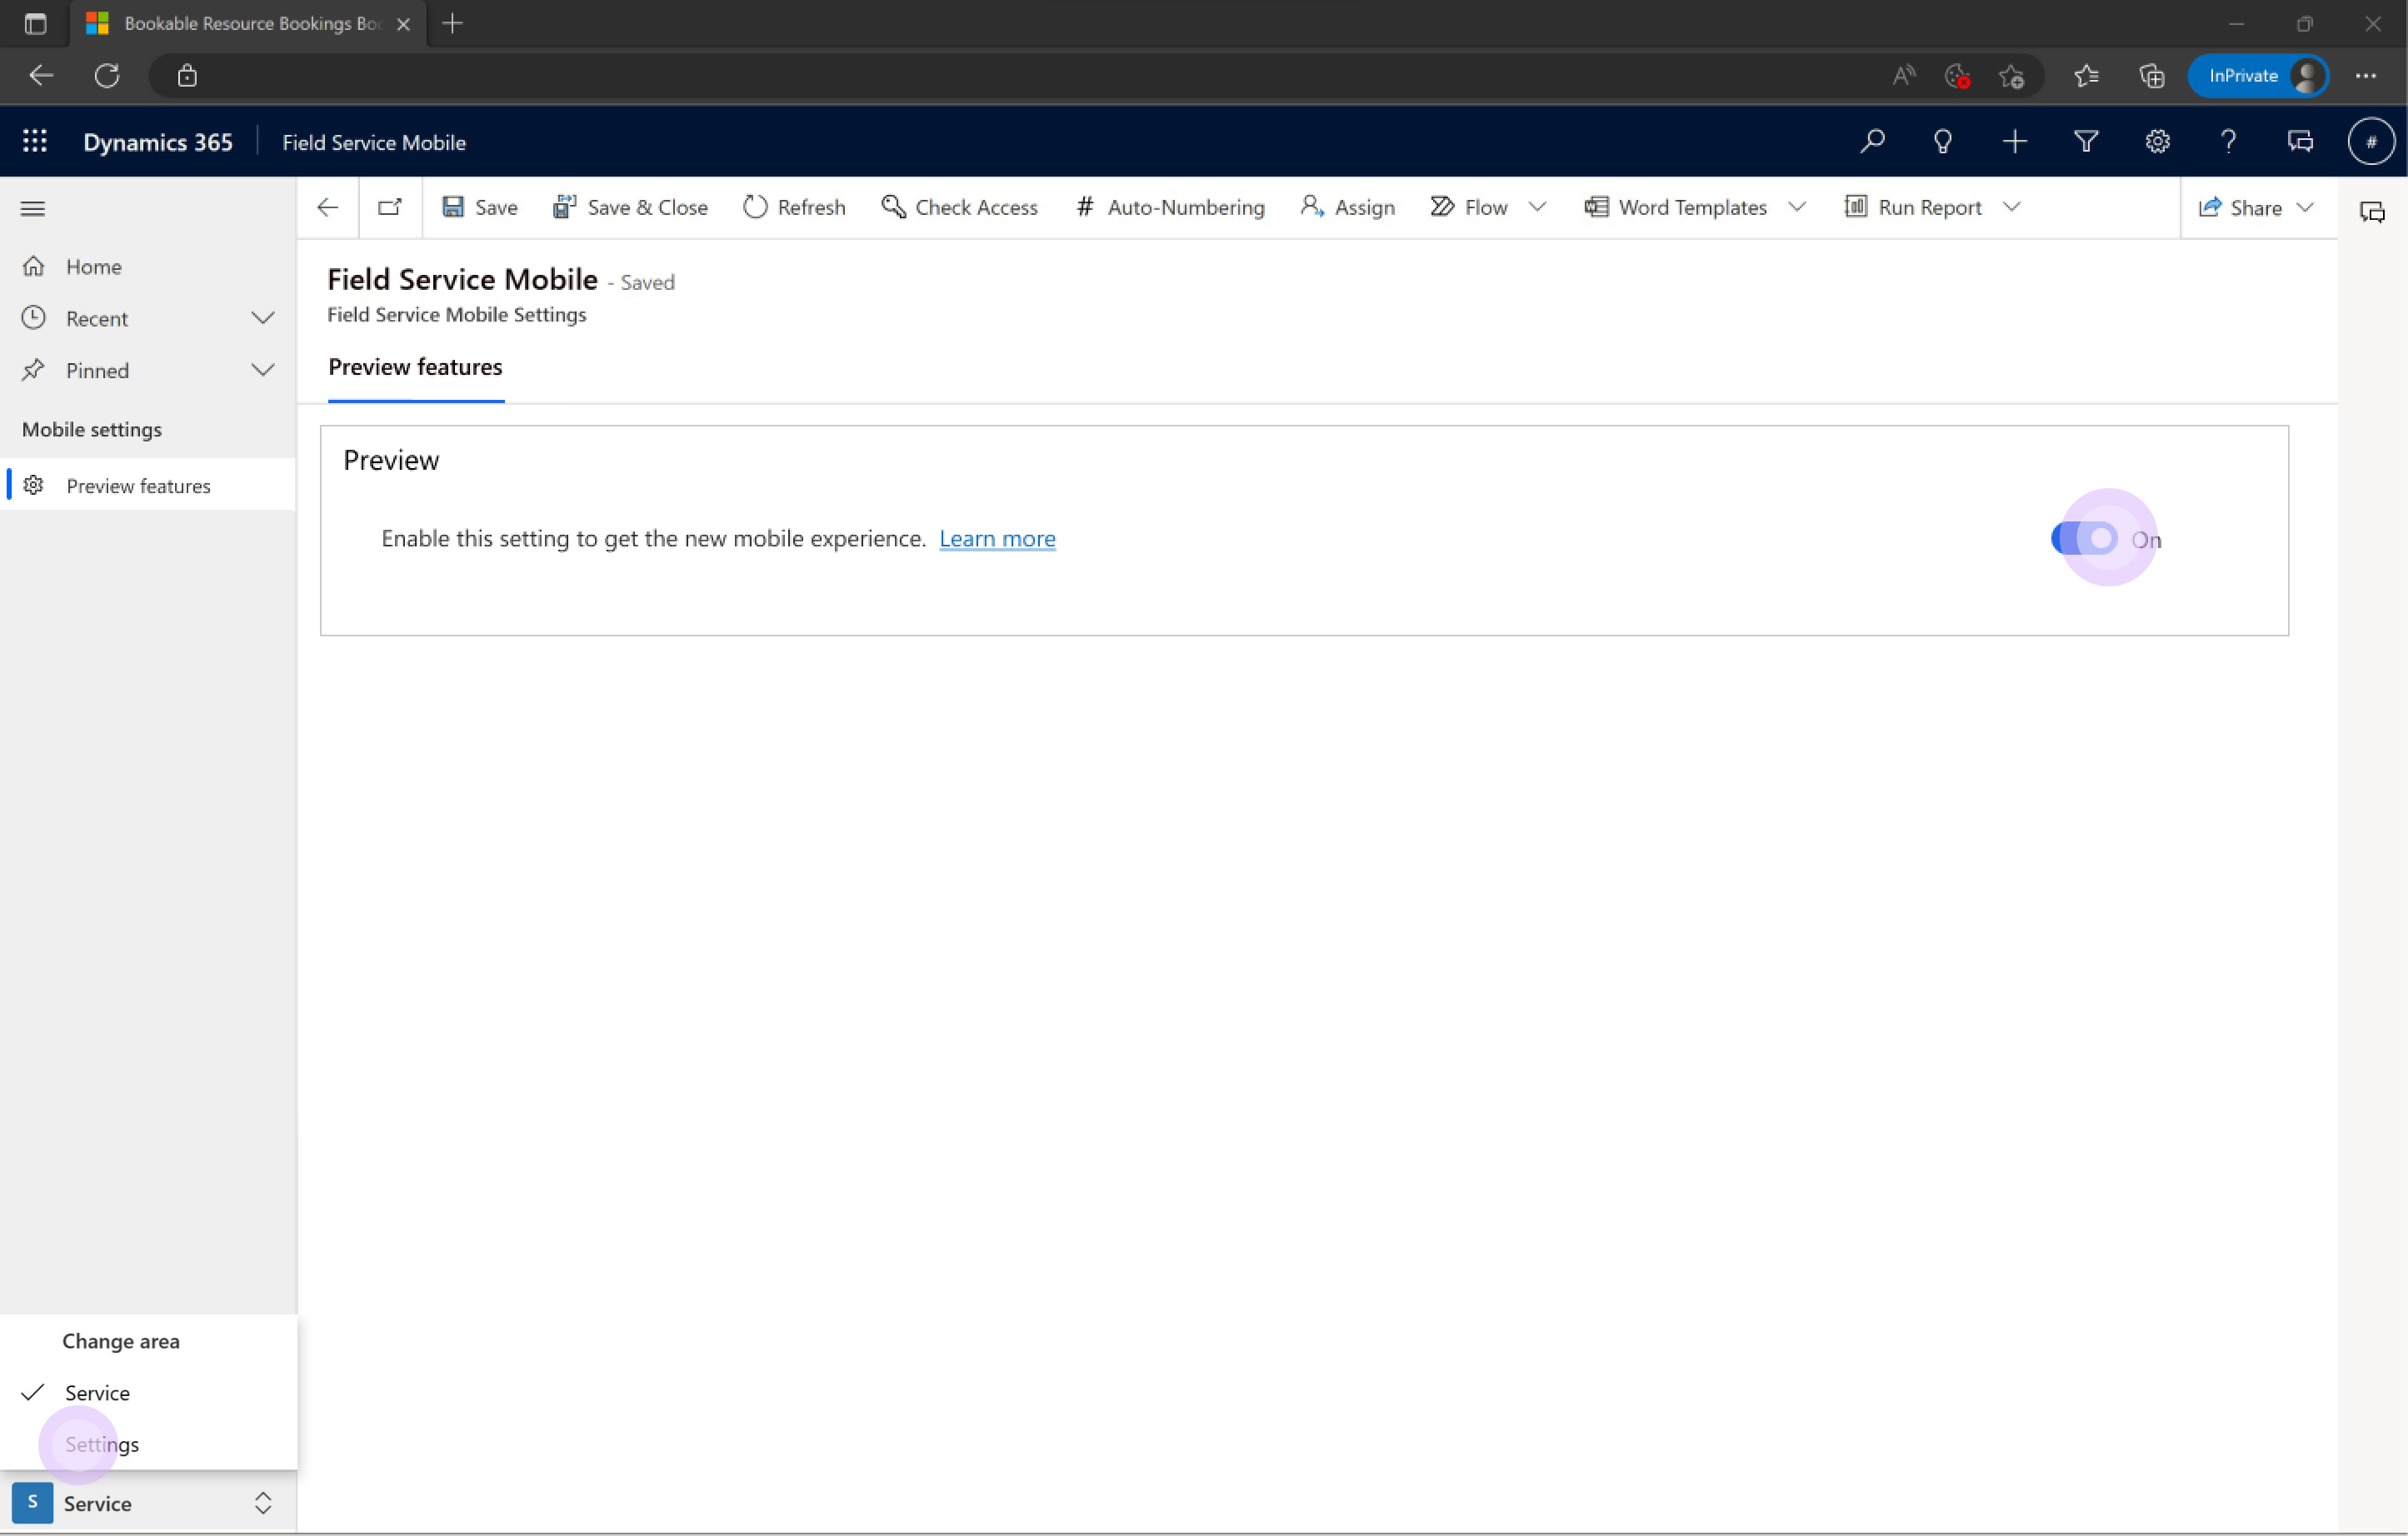 Bookable Resource Bookings Boo
InPrivate
Dynamics 365
Field Service Mobile
#
Save
Save & Close
Refresh
Check Access
# Auto-Numbering
Assign
Flow
Word Templates
Run Report
Share
Home
Recent
Pinned
Mobile settings
Preview features
Field Service Mobile - Saved
Field Service Mobile Settings
Preview features
Preview
Enable this setting to get the new mobile experience. Learn more
On
Change area
Service
Settings
S Service